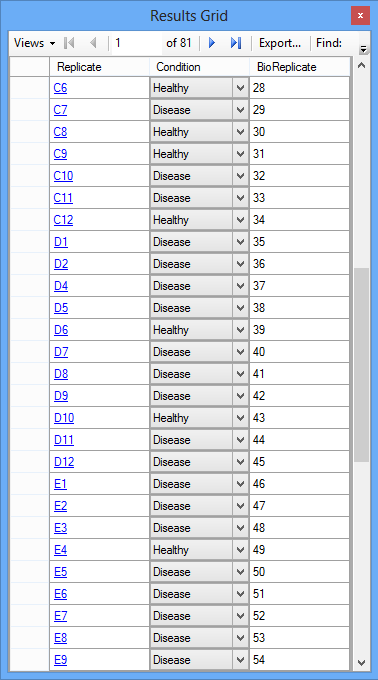 Results Grid
x
Views 1 of 81 Export... Find:
Replicate Condition BioReplicate
C6 Healthy 28
C7 Disease 29
C8 Healthy 30
C9 Healthy 31
C10 Disease 32
C11 Disease 33
C12 Healthy 34
D1 Disease 35
D2 Disease 36
D4 Disease 37
D5 Disease 38
D6 Healthy 39
D7 Disease 40
D8 Disease 41
D9 Disease 42
D10 Healthy 43
D11 Disease 44
D12 Disease 45
E1 Disease 46
E2 Disease 47
E3 Disease 48
E4 Healthy 49
E5 Disease 50
E6 Disease 51
E7 Disease 52
E8 Disease 53
E9 Disease 54